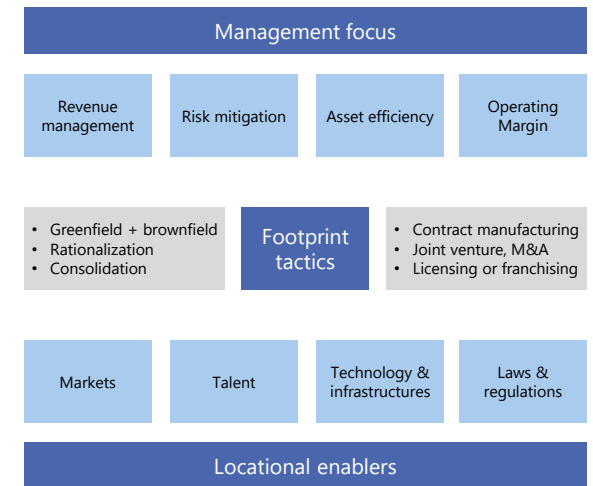 Management focus
Revenue
management
Risk mitigation
Asset efficiency
Operating
Margin
• Greenfield + brownfield
• Rationalization
• Consolidation
Footprint
tactics
• Contract manufacturing
• Joint venture, M&A
• Licensing or franchising
Markets
Talent
Technology &
infrastructures
Laws &
regulations
Locational enablers